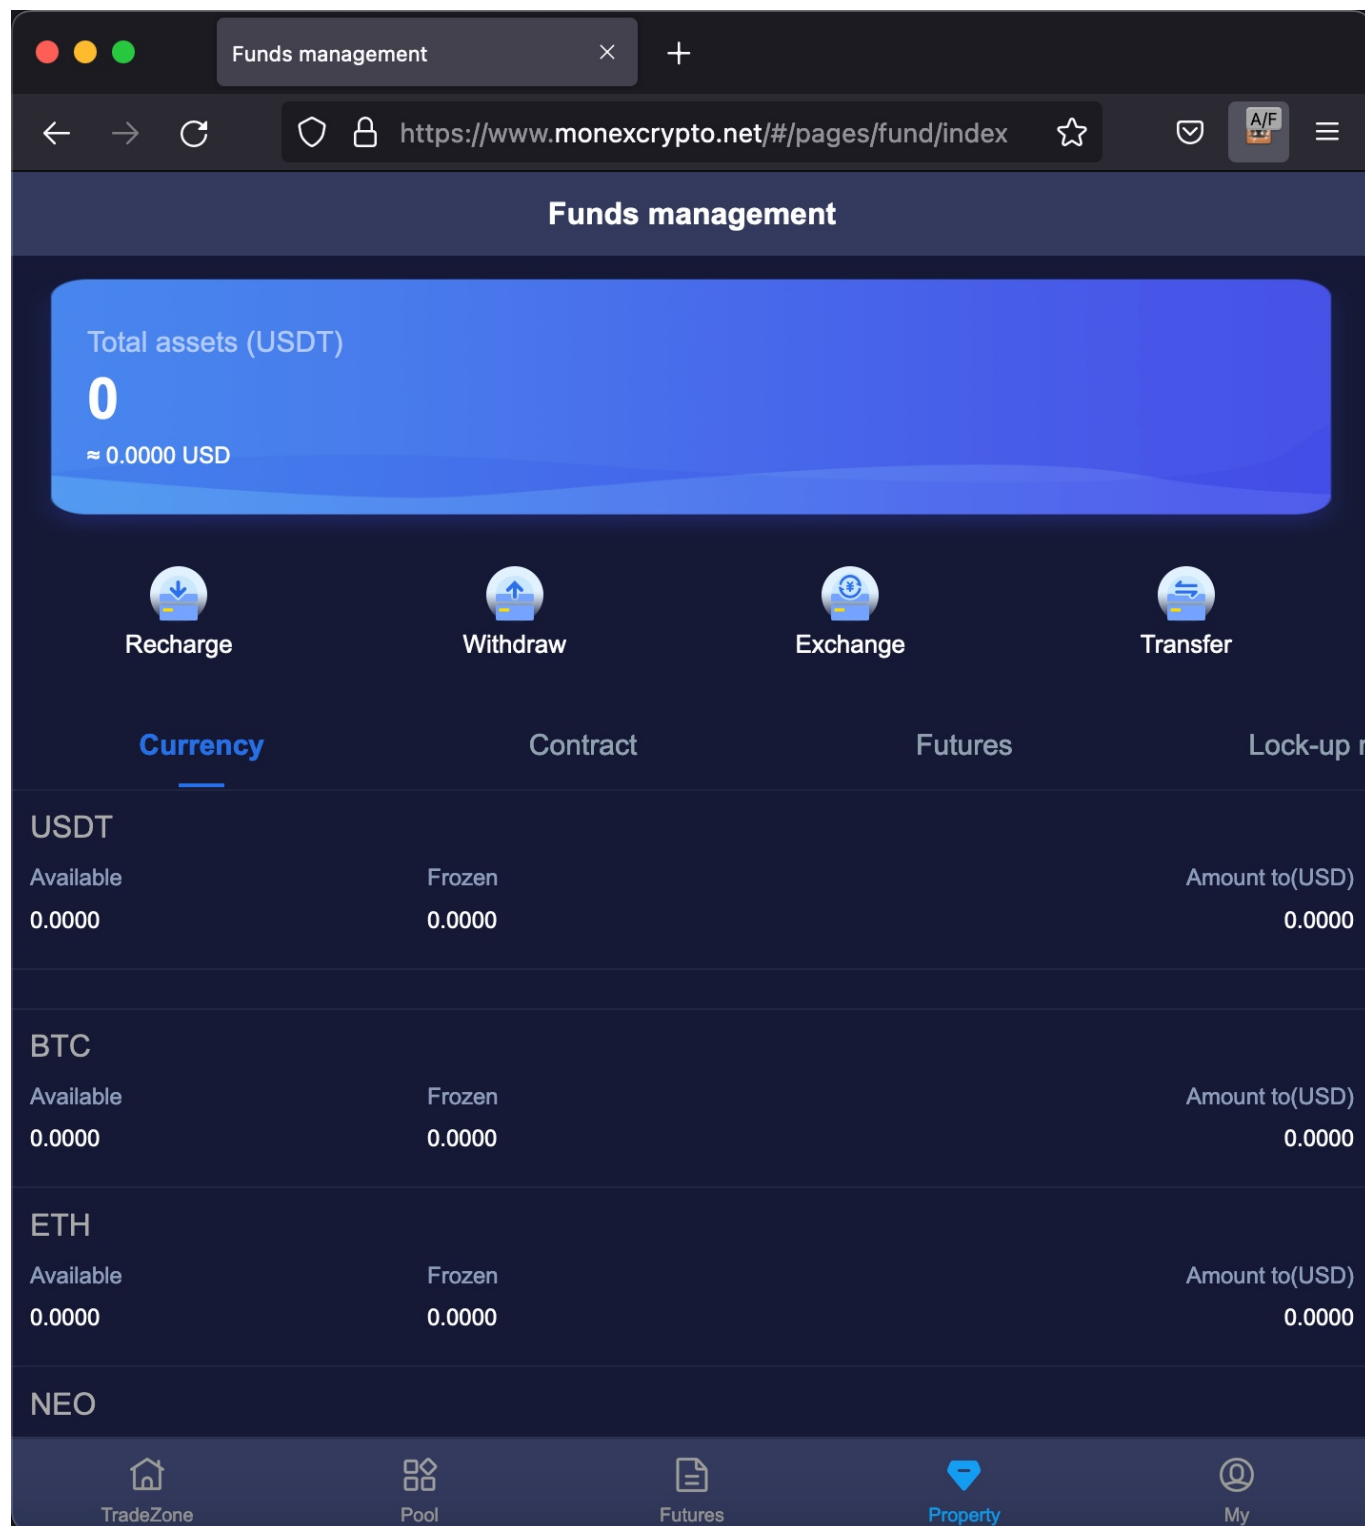 Funds management
https://www.monexcrypto.net/#/pages/fund/index
A/F
Funds management
Total assets (USDT)
0
≈ 0.0000 USD
Recharge Withdraw Exchange Transfer
Currency Contract Futures Lock-up r
USDT
Available Frozen Amount to(USD)
0.0000 0.0000 0.0000
BTC
Available Frozen Amount to(USD)
0.0000 0.0000 0.0000
ETH
Available Frozen Amount to(USD)
0.0000 0.0000 0.0000
NEO
TradeZone Pool Futures Property My